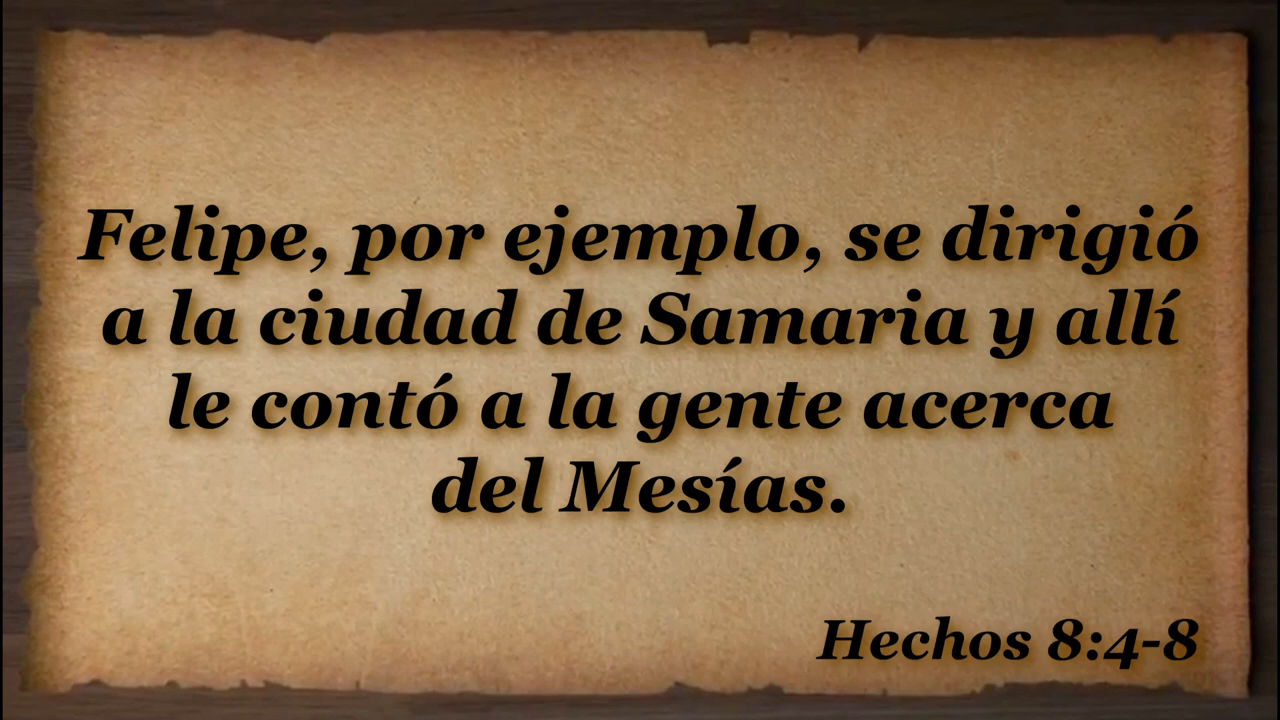 Felipe, por ejemplo, se dirigió
a la ciudad de Samaria y allí
le contó a la gente acerca
del Mesías.
Hechos 8:4-8